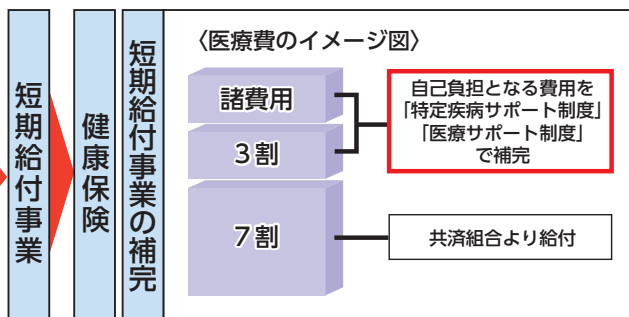 短期給付事業
健康保険
短期給付事業の補完
〈医療費のイメージ図〉
諸費用
3割
7割
自己負担となる費用を
「特定疾病サポート制度」
「医療サポート制度」
で補完
共済組合より給付